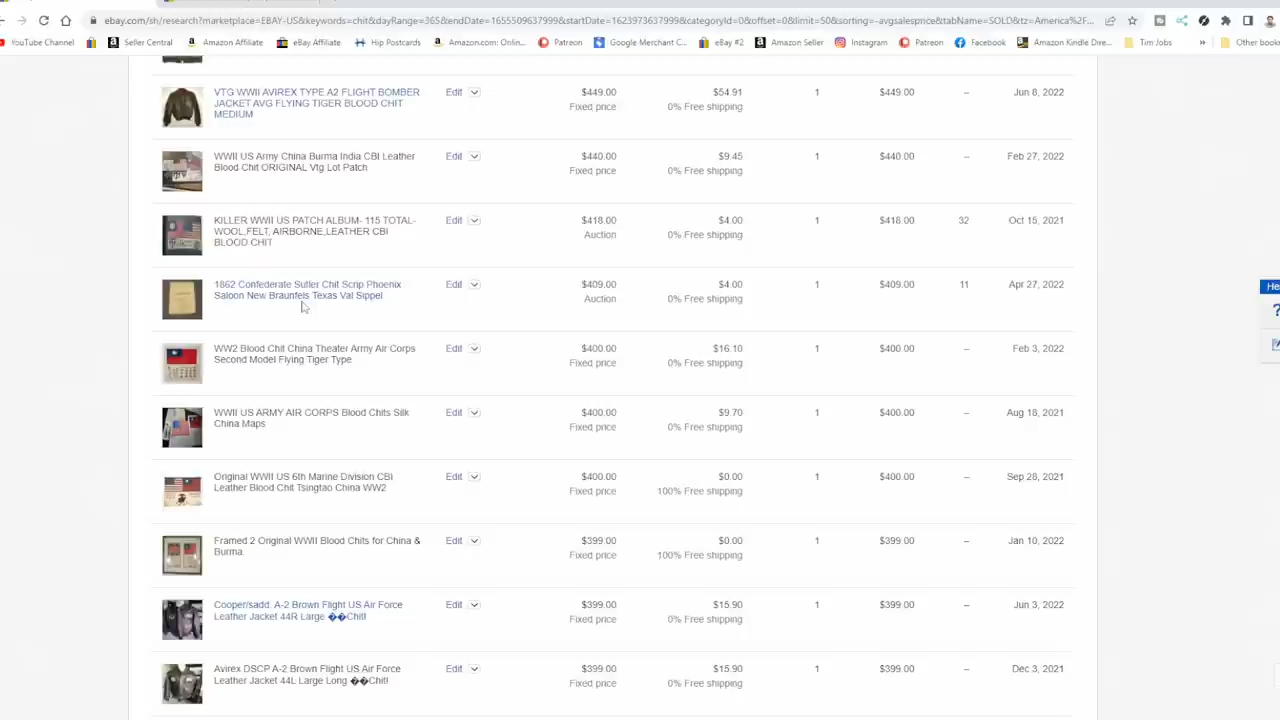 ebay.com/sh/research?marketplace=EBAY-US&keywords=chit&dayRange=365&endDate=1655509637999&startDate=1623973637999&categoryId=0&offset=0&limit=50&sorting=-avgsalesprice&tabName=SOLD&tz=America%2F...
YouTube Channel Seller Central Amazon Affiliate eBay Affiliate Hip Postcards Amazon.com: Onlin... Patreon Google Merchant C... eBay #2 Amazon Seller Instagram Patreon Facebook Amazon Kindle Dire... Tim Jobs » Other book
VTG WWII AVIREX TYPE A2 FLIGHT BOMBER Edit $449.00 $54.91 1 $449.00 – Jun 8, 2022
JACKET AVG FLYING TIGER BLOOD CHIT Fixed price 0% Free shipping
MEDIUM
WWII US Army China Burma India CBI Leather Edit $440.00 $9.45 1 $440.00 – Feb 27, 2022
Blood Chit ORIGINAL Vtg Lot Patch Fixed price 0% Free shipping
KILLER WWII US PATCH ALBUM- 115 TOTAL- Edit $418.00 $4.00 1 $418.00 32 Oct 15, 2021
WOOL,FELT, AIRBORNE,LEATHER CBI Auction 0% Free shipping
BLOOD CHIT
1862 Confederate Sutler Chit Scrip Phoenix Edit $409.00 $4.00 1 $409.00 11 Apr 27, 2022
Saloon New Braunfels Texas Val Sippel Auction 0% Free shipping
He
?
WW2 Blood Chit China Theater Army Air Corps Edit $400.00 $16.10 1 $400.00 – Feb 3, 2022
Second Model Flying Tiger Type Fixed price 0% Free shipping
WWII US ARMY AIR CORPS Blood Chits Silk Edit $400.00 $9.70 1 $400.00 – Aug 18, 2021
China Maps Fixed price 0% Free shipping
Original WWII US 6th Marine Division CBI Edit $400.00 $0.00 1 $400.00 – Sep 28, 2021
Leather Blood Chit Tsingtao China WW2 Fixed price 100% Free shipping
Framed 2 Original WWII Blood Chits for China & Edit $399.00 $0.00 1 $399.00 – Jan 10, 2022
Burma. Fixed price 100% Free shipping
Cooper/sadd. A-2 Brown Flight US Air Force Edit $399.00 $15.90 1 $399.00 – Jun 3, 2022
Leather Jacket 44R Large ��Chit! Fixed price 0% Free shipping
Avirex DSCP A-2 Brown Flight US Air Force Edit $399.00 $15.90 1 $399.00 – Dec 3, 2021
Leather Jacket 44L Large Long ��Chit! Fixed price 0% Free shipping